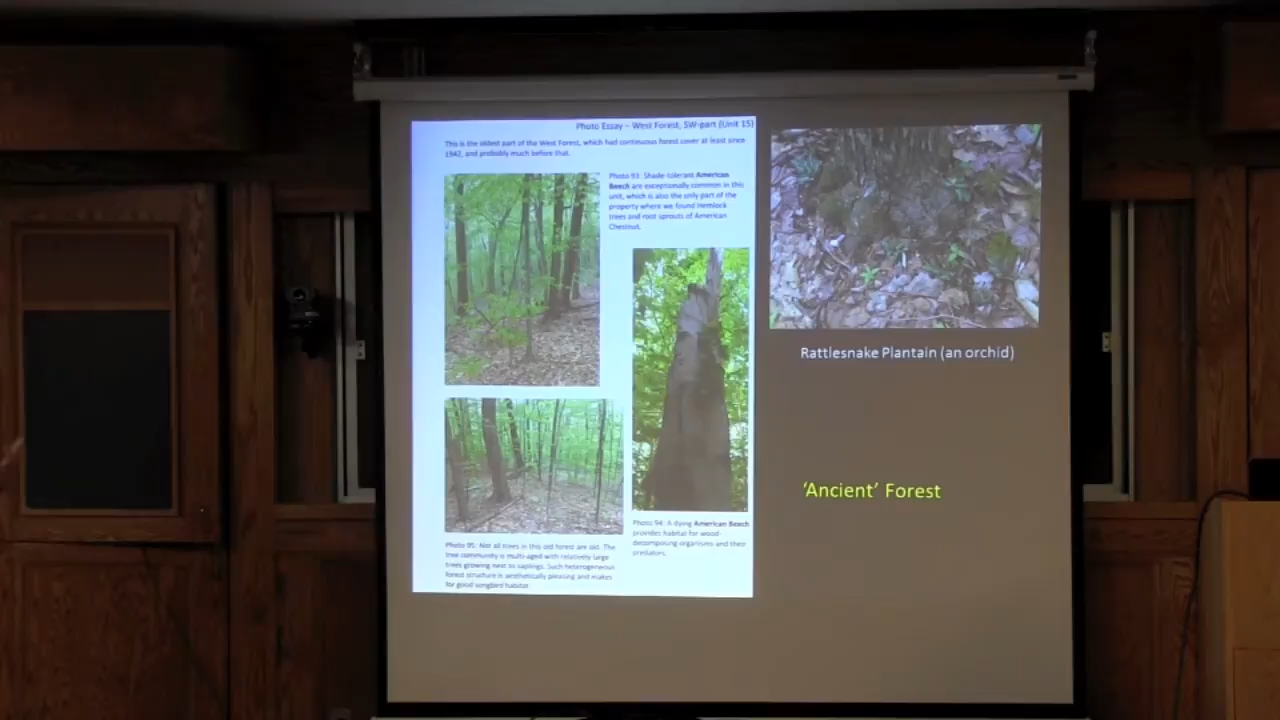 Photo Essay – West Forest, SW-part (Unit 15)
This is the oldest part of the West Forest, which had continuous forest cover at least since
1942, and probably much before that.
Photo 93: Shade-tolerant American
Beech are exceptionally common in this
unit, which is also the only part of the
property where we found Hemlock
trees and root sprouts of American
Chestnut.
Photo 94: A dying American Beech
provides habitat for wood-
decomposing organisms and their
predators.
Photo 95: Not all trees in this old forest are old. The
tree community is multi-aged with relatively large
trees growing next to saplings. Such heterogeneous
forest structure is aesthetically pleasing and makes
for good songbird habitat.
Rattlesnake Plantain (an orchid)
‘Ancient’ Forest